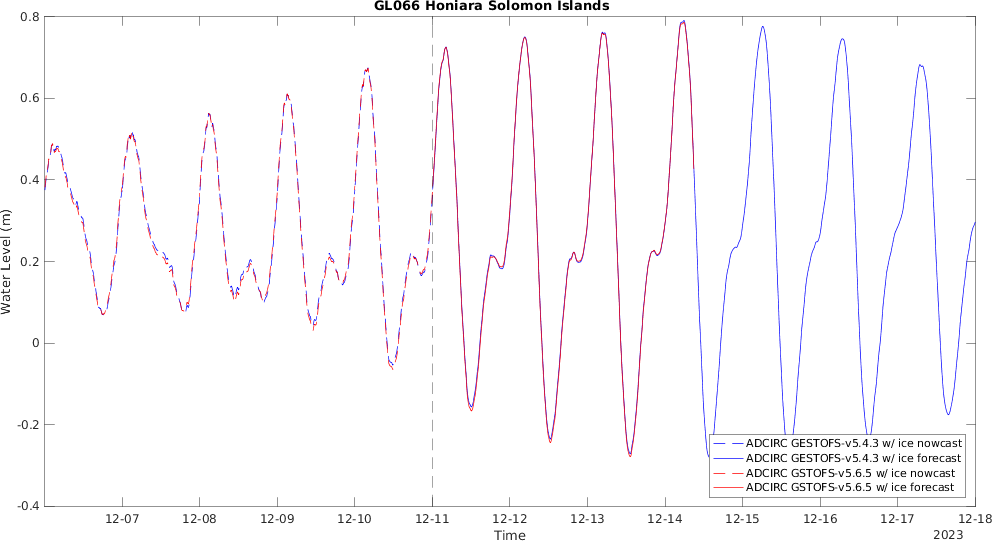 GL066 Honiara Solomon Islands
Water Level (m)
0.8
0.6
0.4
0.2
0
-0.2
-0.4
ADCIRC GESTOFS-v5.4.3 w/ ice nowcast
ADCIRC GESTOFS-v5.4.3 w/ ice forecast
ADCIRC GSTOFS-v5.6.5 w/ ice nowcast
ADCIRC GSTOFS-v5.6.5 w/ ice forecast
12-07 12-08 12-09 12-10 12-11 12-12 12-13 12-14 12-15 12-16 12-17 12-18
Time
2023